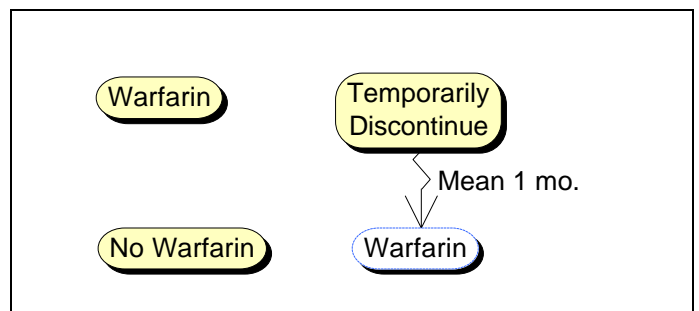 Warfarin
Temporarily
Discontinue
Mean 1 mo.
No Warfarin
Warfarin